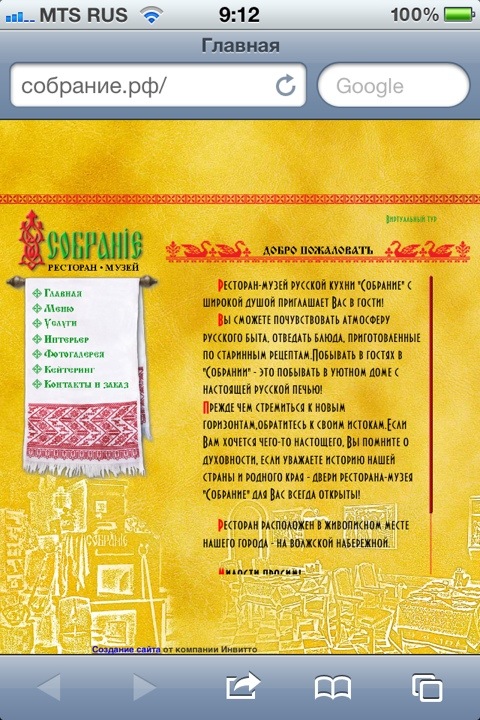 MTS RUS 9:12 100%
Главная
собрание.рф/
Google
Виртуальный тур
СОБРАНIЕ
РЕСТОРАН • МУЗЕЙ
ДОБРО ПОЖАЛОВАТЬ
Главная
Меню
Услуги
Интерьер
Фотогалерея
Кейтеринг
Контакты и заказ
Ресторан-музей русской кухни "Собрание" с
широкой душой приглашает Вас в гости!
Вы сможете почувствовать атмосферу
русского быта, отведать блюда, приготовленные
по старинным рецептам.Побывать в гостях в
"Собрании" - это побывать в уютном доме с
настоящей русской печью!
Прежде чем стремиться к новым
горизонтам,обратитесь к своим истокам.Если
Вам хочется чего-то настощего, Вы помните о
духовности, если уважаете историю нашей
страны и родного края - двери ресторана-музея
"Собрание" для Вас всегда открыты!
Ресторан расположен в живописном месте
нашего города - на волжской набережной.
Милости просим!
СОБРАНIЕ
Создание сайта от компании Инвитто